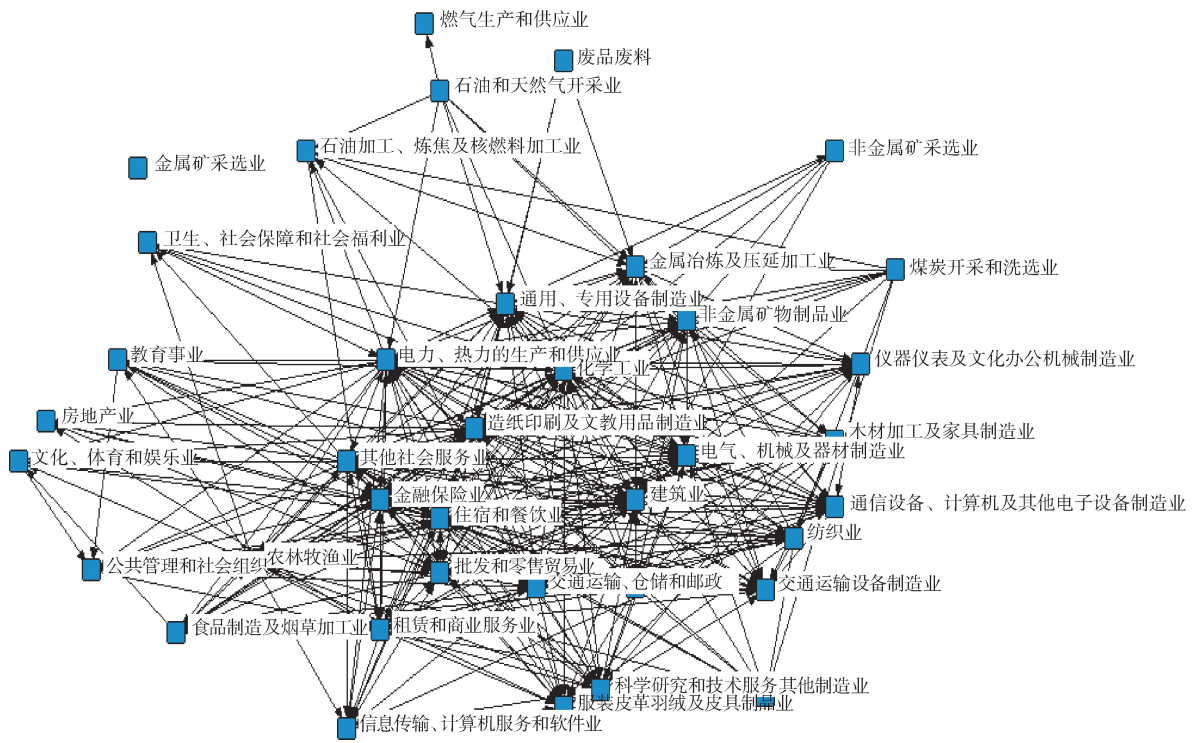 燃气生产和供应业
废品废料
石油和天然气开采业
石油加工、炼焦及核燃料加工业
非金属矿采选业
金属矿采选业
卫生、社会保障和社会福利业
金属冶炼及压延加工业
煤炭开采和洗选业
通用、专用设备制造业
非金属矿物制品业
教育事业
电力、热力的生产和供应业
仪器仪表及文化办公机械制造业
化学工业
房地产业
造纸印刷及文教用品制造业
木材加工及家具制造业
文化、体育和娱乐业
其他社会服务业
电气、机械及器材制造业
金融保险业
建筑业
通信设备、计算机及其他电子设备制造业
住宿和餐饮业
纺织业
农林牧渔业
公共管理和社会组织
批发和零售贸易业
交通运输、仓储和邮政
交通运输设备制造业
食品制造及烟草加工业
租赁和商业服务业
科学研究和技术服务其他制造业
服装皮革羽绒及皮具制品业
信息传输、计算机服务和软件业